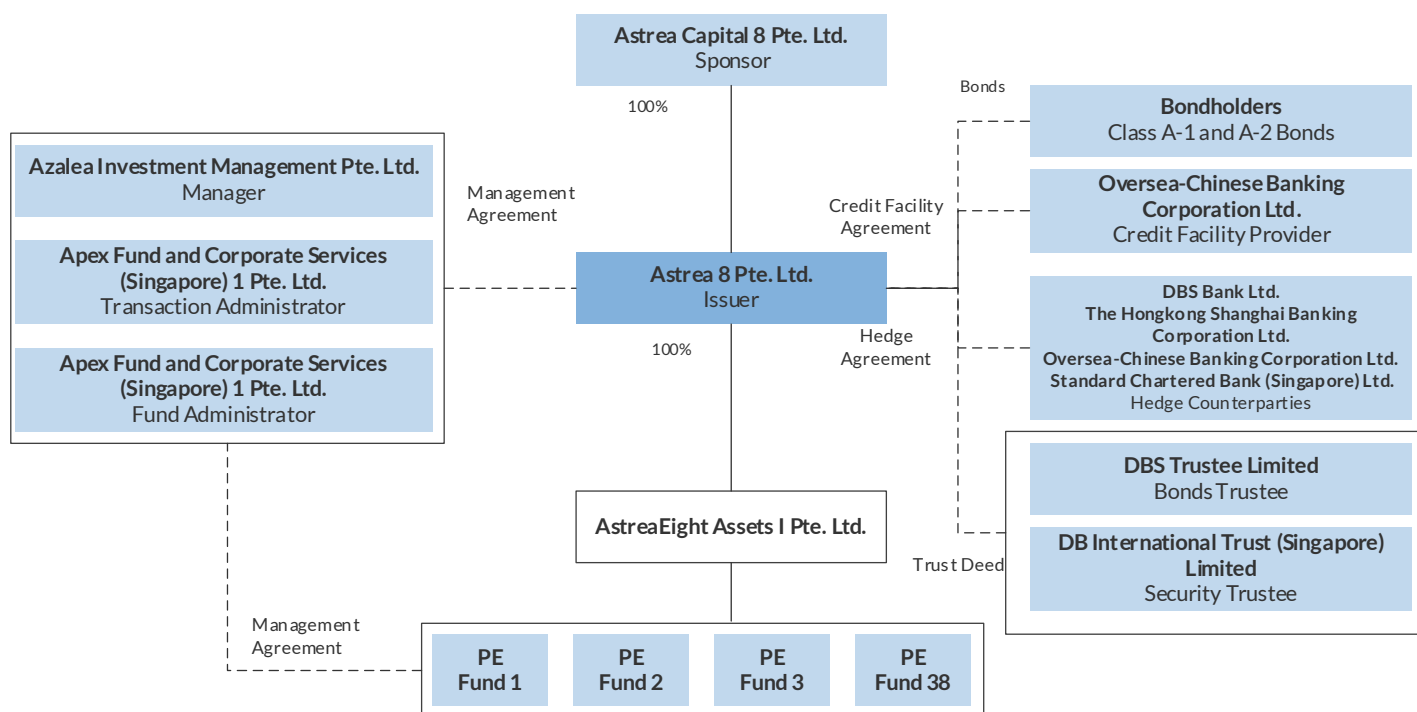 Astrea Capital 8 Pte. Ltd.
Sponsor
100%
Bonds
Bondholders
Class A-1 and A-2 Bonds
Azalea Investment Management Pte. Ltd.
Manager
Management
Agreement
Credit Facility
Agreement
Oversea-Chinese Banking
Corporation Ltd.
Credit Facility Provider
Apex Fund and Corporate Services
(Singapore) 1 Pte. Ltd.
Transaction Administrator
Astrea 8 Pte. Ltd.
Issuer
100%
Hedge
Agreement
DBS Bank Ltd.
The Hongkong Shanghai Banking
Corporation Ltd.
Oversea-Chinese Banking Corporation Ltd.
Standard Chartered Bank (Singapore) Ltd.
Hedge Counterparties
Apex Fund and Corporate Services
(Singapore) 1 Pte. Ltd.
Fund Administrator
DBS Trustee Limited
Bonds Trustee
AstreaEight Assets I Pte. Ltd.
Trust Deed
DB International Trust (Singapore)
Limited
Security Trustee
Management
Agreement
PE
Fund 1
PE
Fund 2
PE
Fund 3
PE
Fund 38